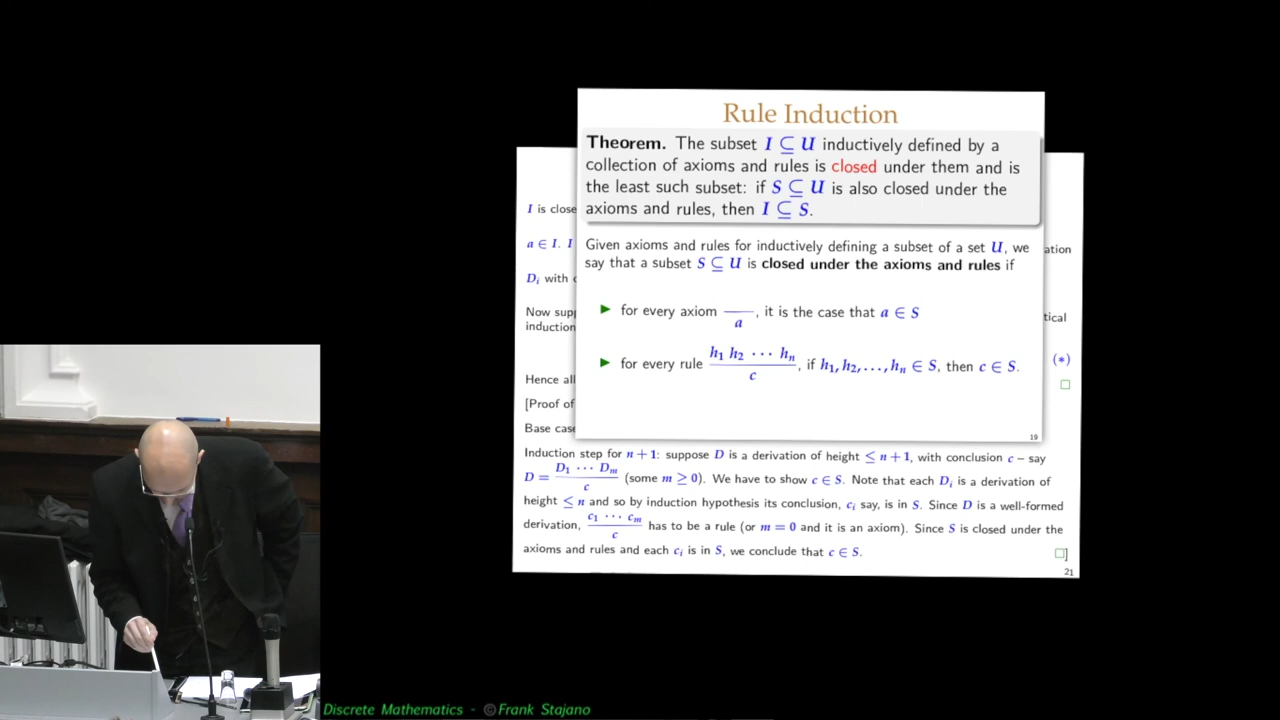 Rule Induction
Theorem. The subset I ⊆ U inductively defined by a
collection of axioms and rules is closed under them and is
the least such subset: if S ⊆ U is also closed under the
axioms and rules, then I ⊆ S.
Given axioms and rules for inductively defining a subset of a set U, we
say that a subset S ⊆ U is closed under the axioms and rules if
▶ for every axiom ―/a, it is the case that a ∈ S
▶ for every rule h₁ h₂ ··· hₙ/c, if h₁, h₂, ..., hₙ ∈ S, then c ∈ S.
19
I is close
a ∈ I. I ation
Dᵢ with
Now sup tical
induction
(∗)
Hence all □
[Proof of
Base case
Induction step for n + 1: suppose D is a derivation of height ≤ n + 1, with conclusion c – say
D = D₁ ··· Dₘ/c (some m ≥ 0). We have to show c ∈ S. Note that each Dᵢ is a derivation of
height ≤ n and so by induction hypothesis its conclusion, cᵢ say, is in S. Since D is a well-formed
derivation, c₁ ··· cₘ/c has to be a rule (or m = 0 and it is an axiom). Since S is closed under the
axioms and rules and each cᵢ is in S, we conclude that c ∈ S. □]
21
Discrete Mathematics - © Frank Stajano